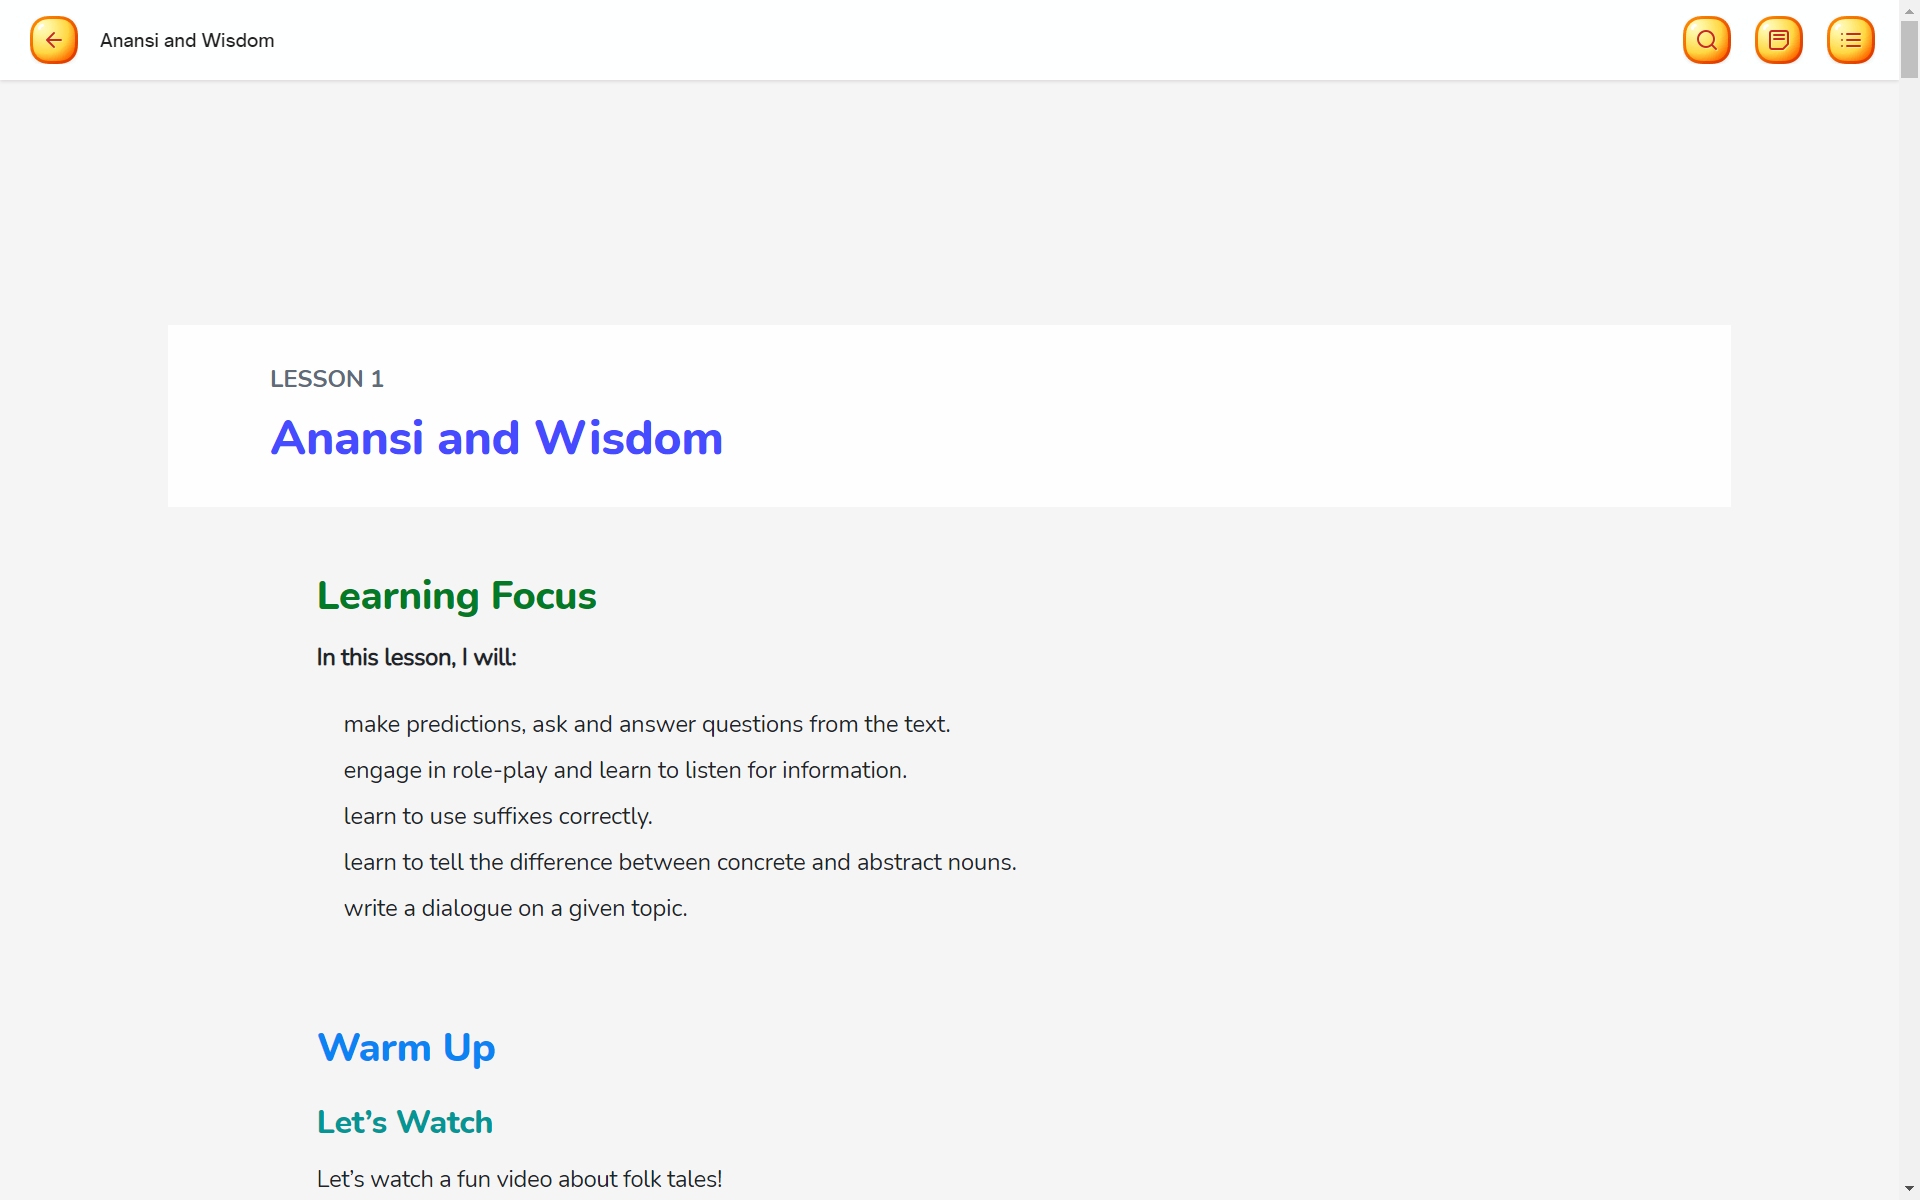 Anansi and Wisdom
LESSON 1
Anansi and Wisdom
Learning Focus
In this lesson, I will:
make predictions, ask and answer questions from the text.
engage in role-play and learn to listen for information.
learn to use suffixes correctly.
learn to tell the difference between concrete and abstract nouns.
write a dialogue on a given topic.
Warm Up
Let’s Watch
Let’s watch a fun video about folk tales!